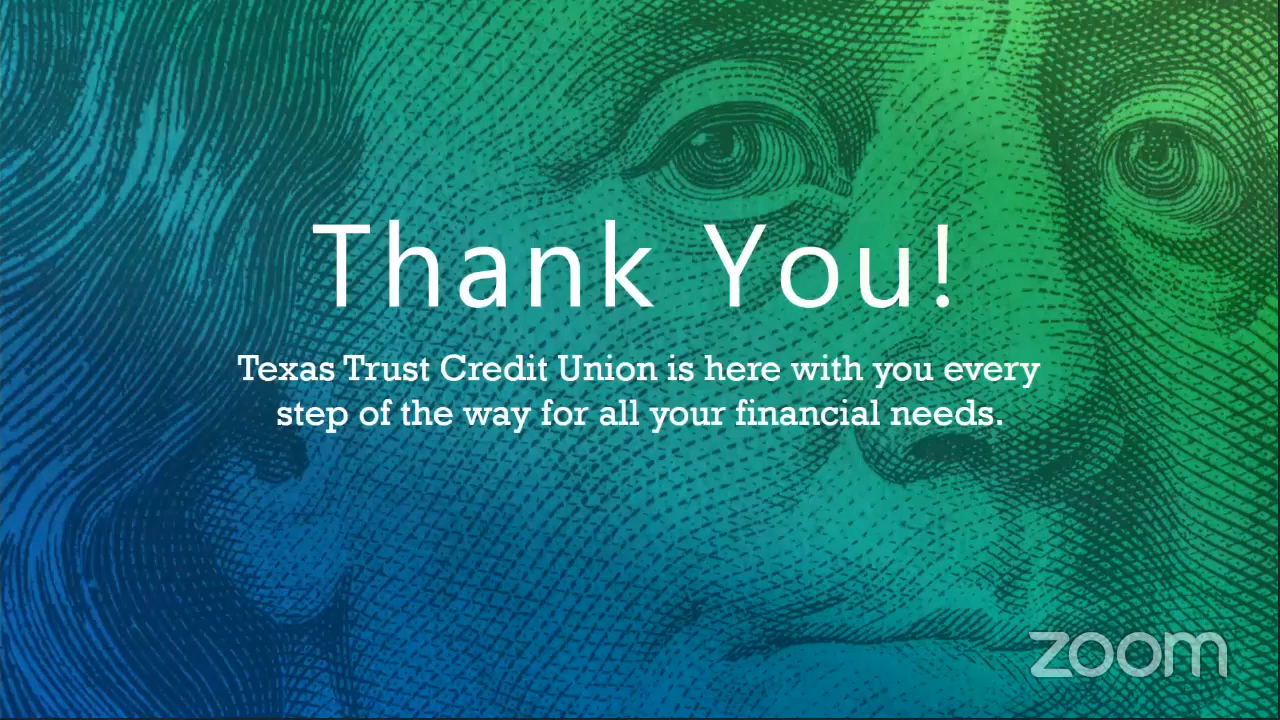 Thank You!
Texas Trust Credit Union is here with you every
step of the way for all your financial needs.
zoom